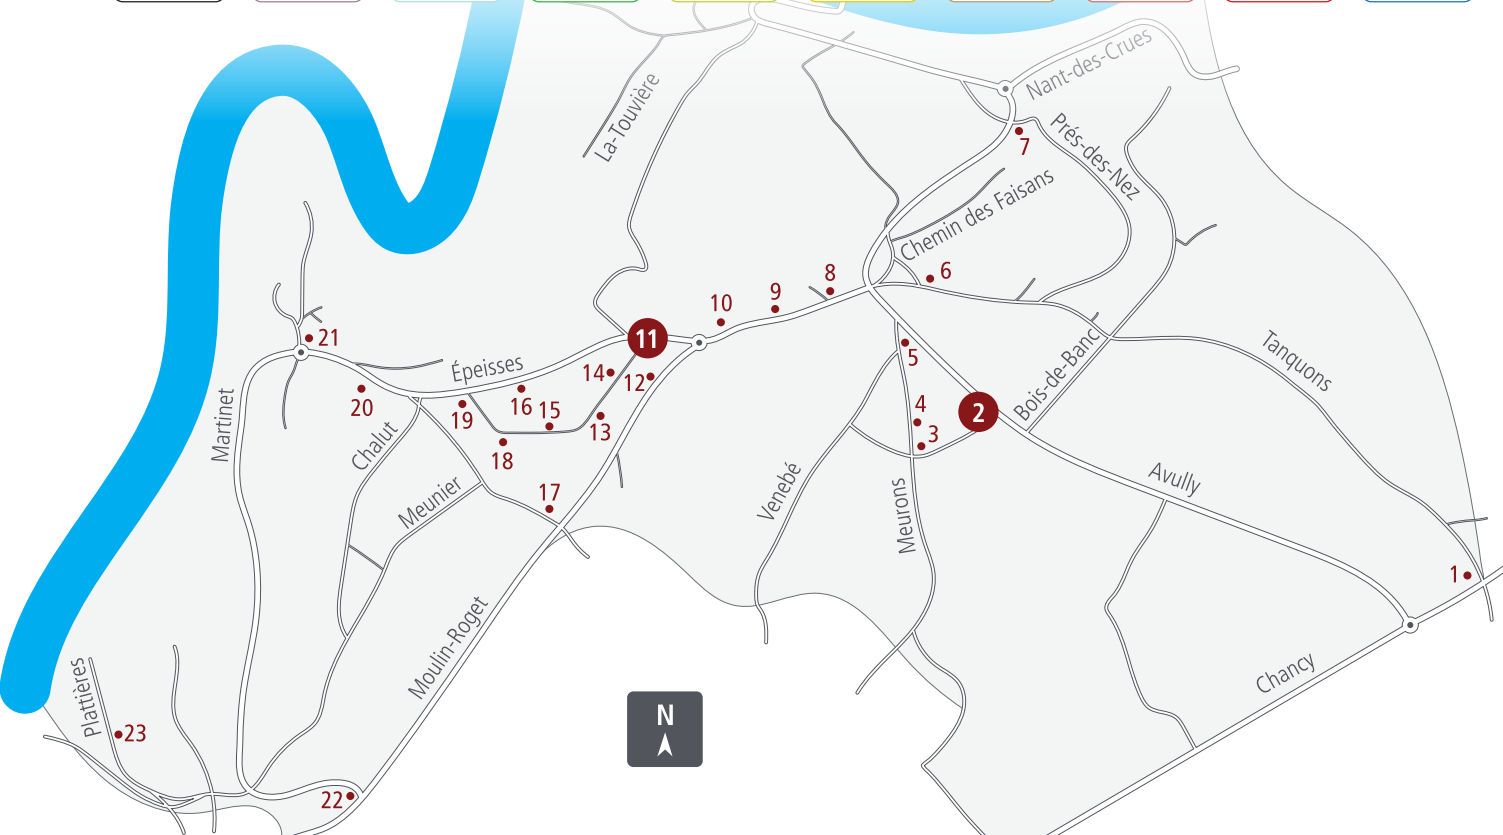 Nant-des-Crues
La-Touvière
7
Prés-des-Nez
Chemin des Faisans
6
8
9
10
11
21
Épeisses
14
12
5
Tanquons
Bois-de-Banc
20
19
16
15
13
4
2
3
Martinet
Chalut
18
Meunier
17
Venebé
Meurons
Avully
1
Moulin-Roget
Chancy
Plattières
23
N
22